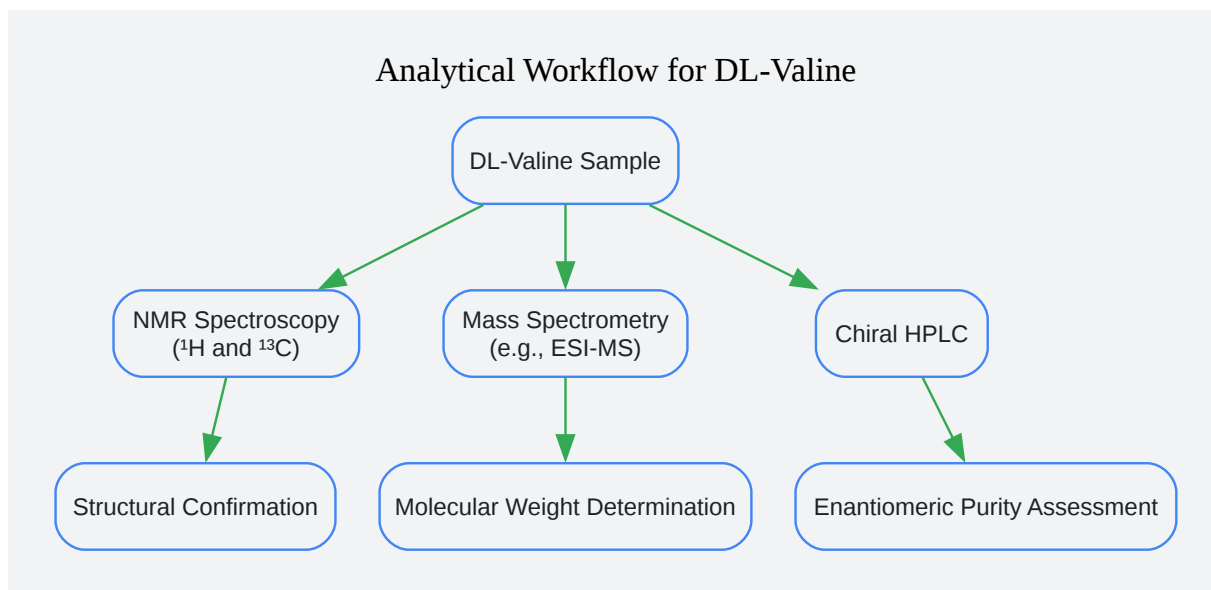 Analytical Workflow for DL-Valine
DL-Valine Sample
NMR Spectroscopy
(¹H and ¹³C)
Mass Spectrometry
(e.g., ESI-MS)
Chiral HPLC
Structural Confirmation
Molecular Weight Determination
Enantiomeric Purity Assessment